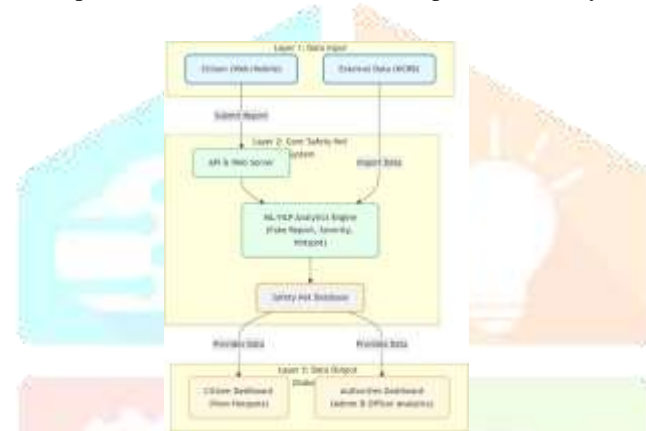 Layer 1: Data Input
Citizen (Web/Mobile)
External Data (NCRB)
Submit Report
Layer 2: Core Safety Net
System
API & Web Server
Import Data
ML/NLP Analytics Engine
(Fake Report, Severity,
Hotspot)
Safety Net Database
Provides Data
Provides Data
Layer 3: Data Output
Citizen Dashboard
(View Hotspots)
Authorities Dashboard
(Admin & Officer analytics)